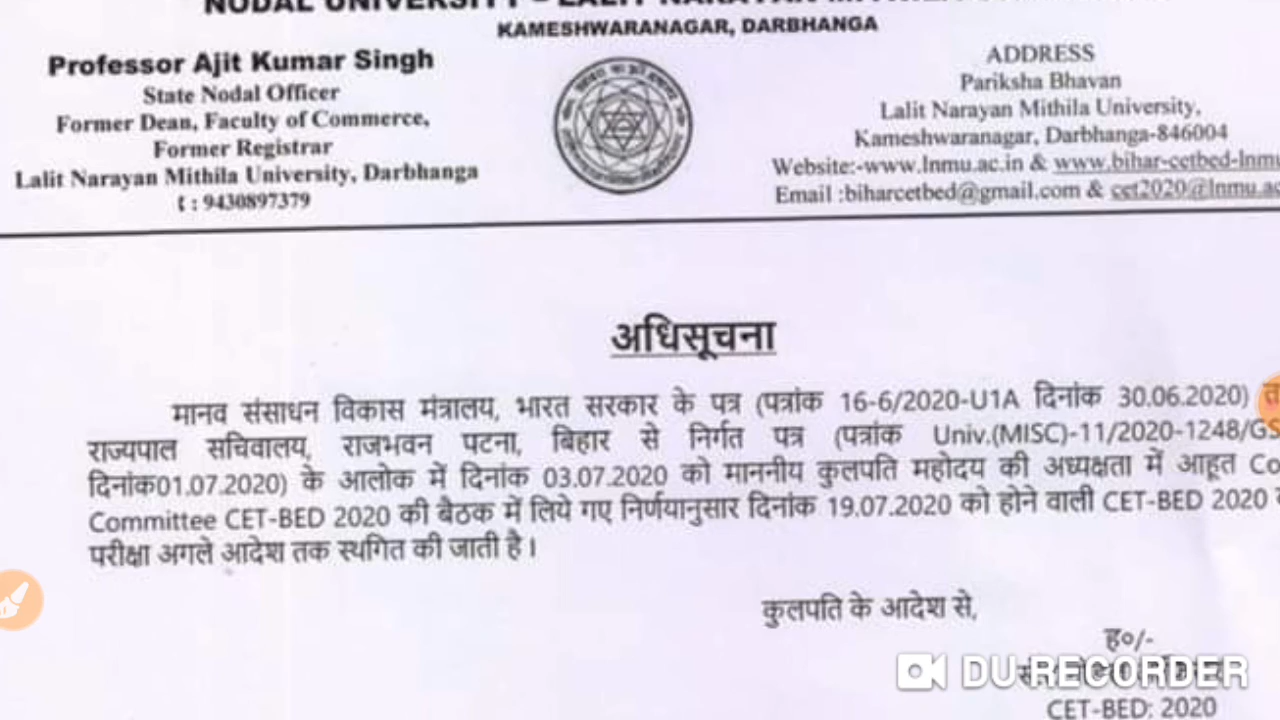 NODAL UNIVERSITY - LALIT NARAYAN MITHILA
KAMESHWARANAGAR, DARBHANGA
Professor Ajit Kumar Singh
State Nodal Officer
Former Dean, Faculty of Commerce,
Former Registrar
Lalit Narayan Mithila University, Darbhanga
: 9430897379
ADDRESS
Pariksha Bhavan
Lalit Narayan Mithila University,
Kameshwaranagar, Darbhanga-846004
Website:-www.lnmu.ac.in & www.bihar-cetbed-lnmu
Email :biharcetbed@gmail.com & cet2020@lnmu.ac
अधिसूचना
मानव संसाधन विकास मंत्रालय, भारत सरकार के पत्र (पत्रांक 16-6/2020-U1A दिनांक 30.06.2020)
राज्यपाल सचिवालय, राजभवन पटना, बिहार से निर्गत पत्र (पत्रांक Univ.(MISC)-11/2020-1248/GS
दिनांक01.07.2020) के आलोक में दिनांक 03.07.2020 को माननीय कुलपति महोदय की अध्यक्षता में आहूत Co
Committee CET-BED 2020 की बैठक में लिये गए निर्णयानुसार दिनांक 19.07.2020 को होने वाली CET-BED 2020
परीक्षा अगले आदेश तक स्थगित की जाती है।
कुलपति के आदेश से,
ह०/-
DU RECORDER
CET-BED; 2020